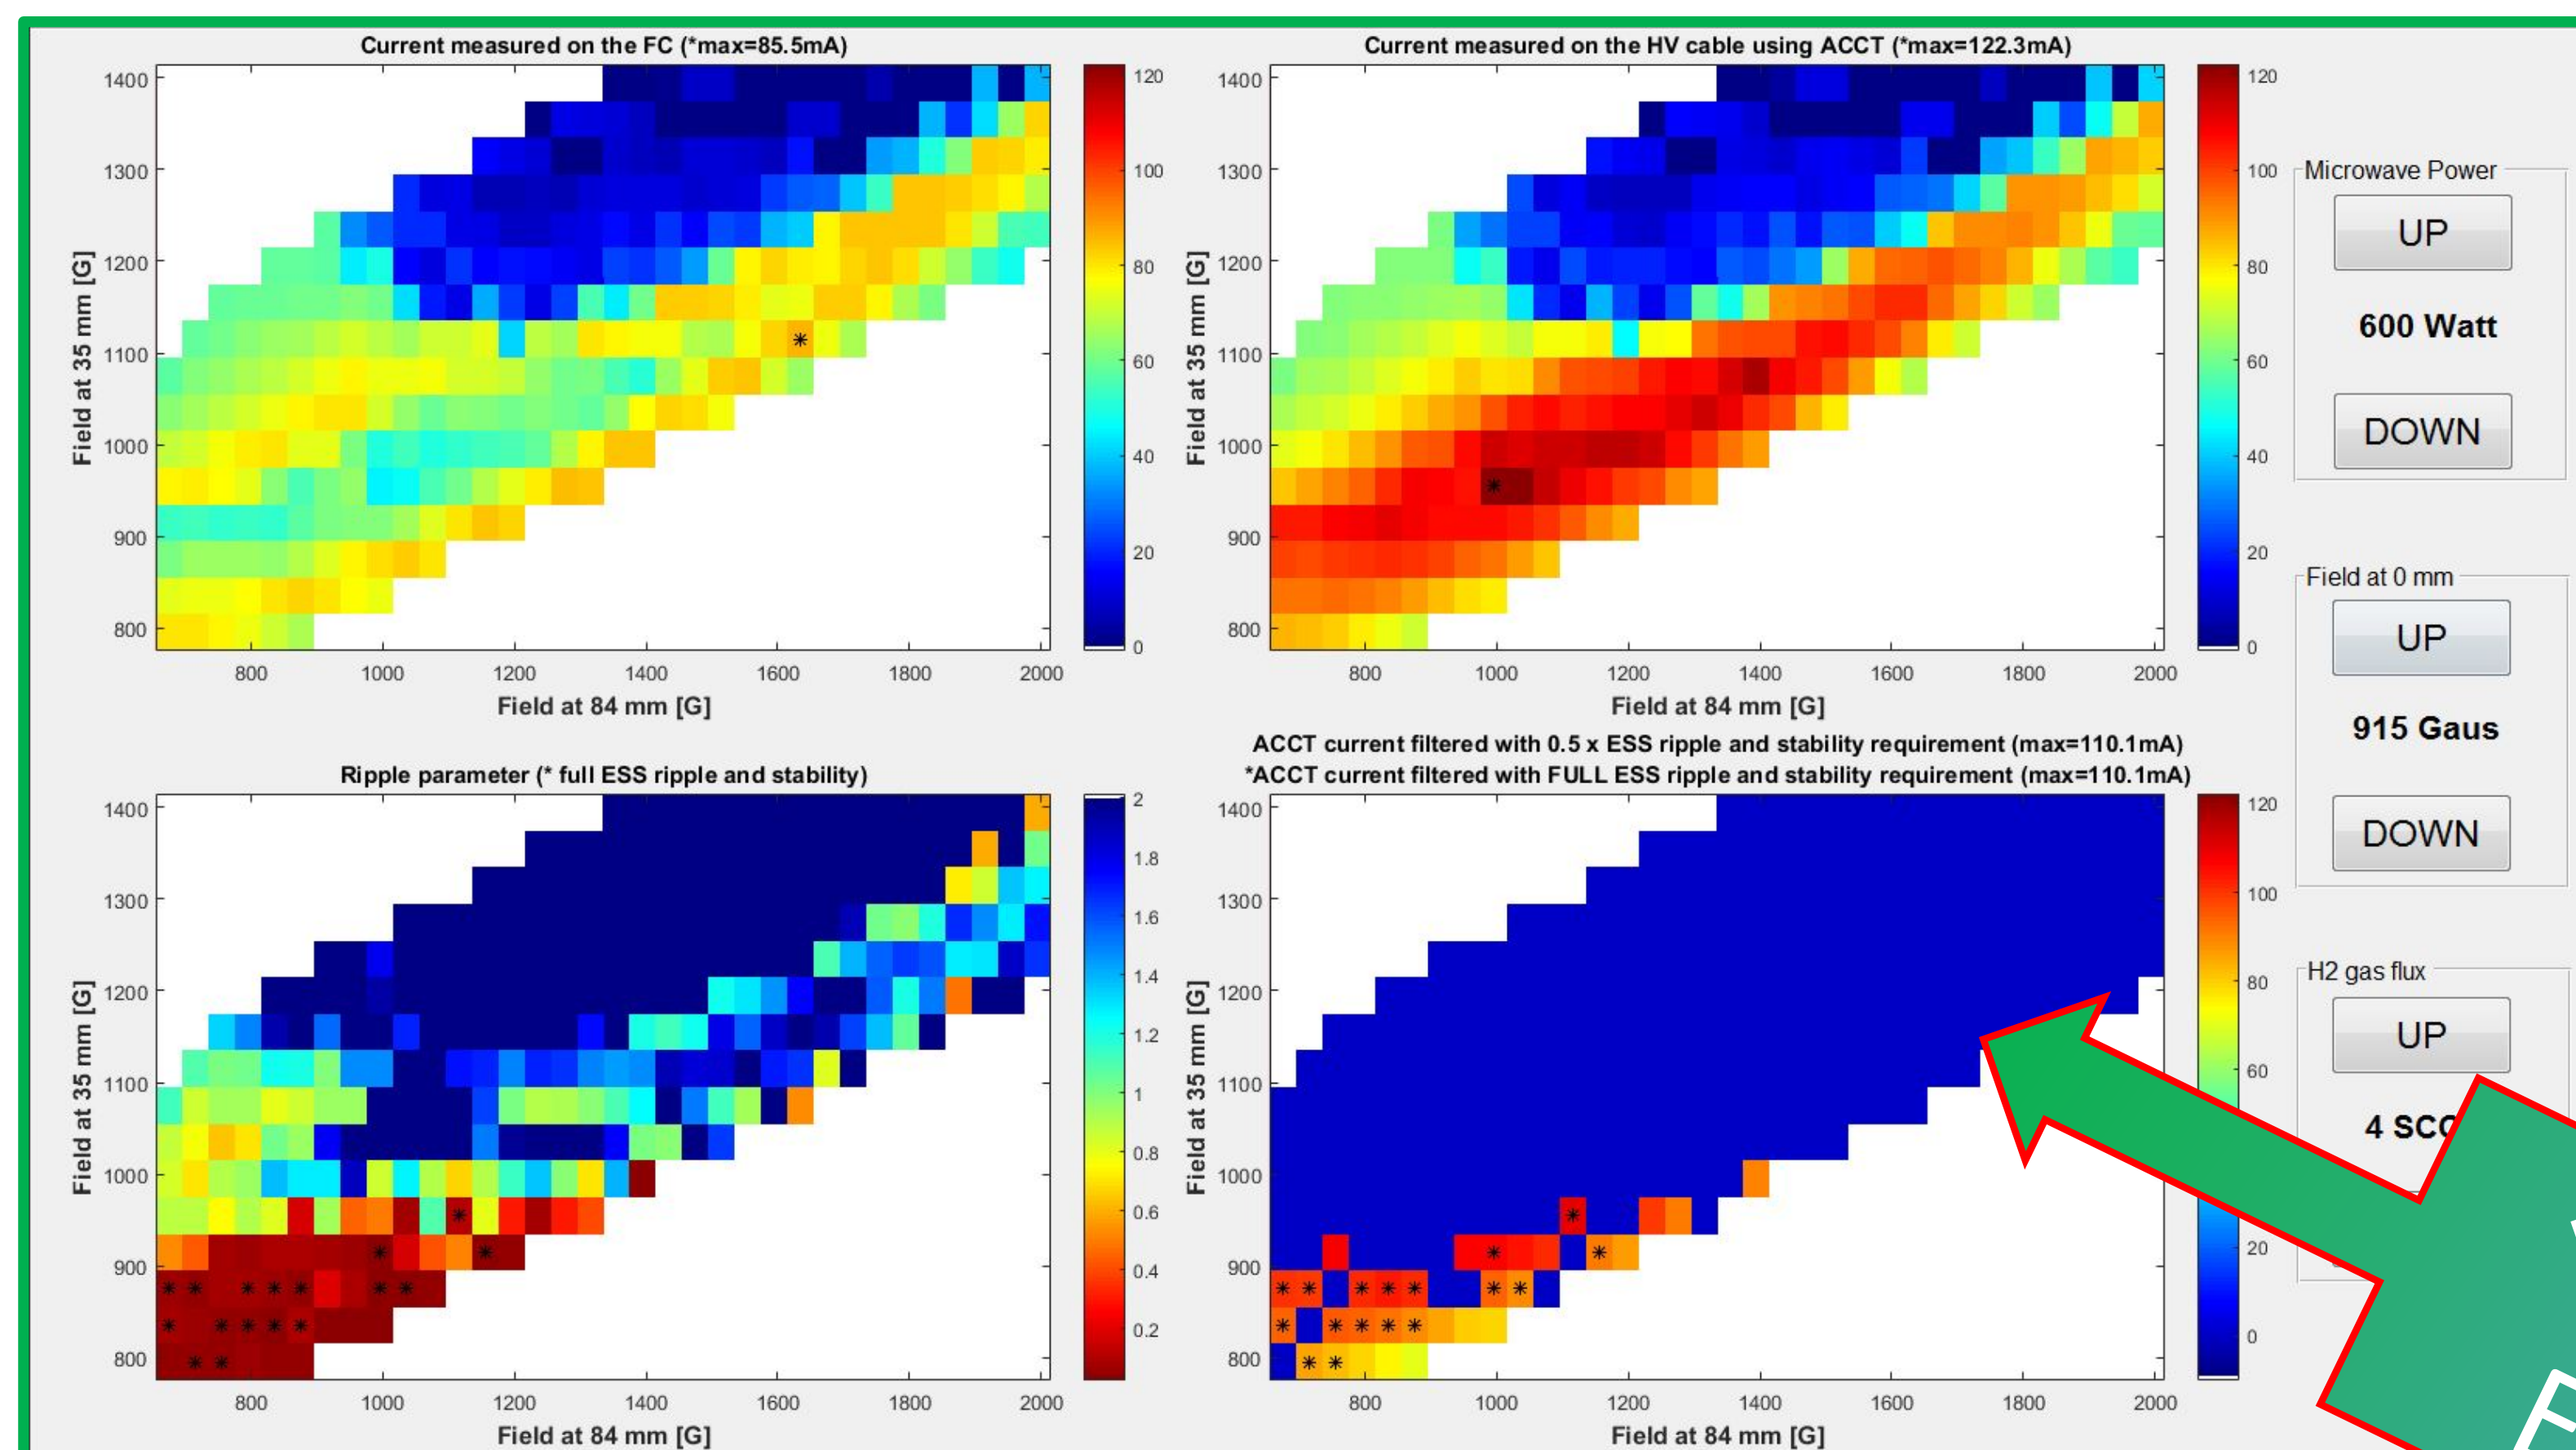 Current measured on the FC (*max=85.5mA)
1400
1300
1200
1100
1000
900
800
Field at 35 mm [G]
800 1000 1200 1400 1600 1800 2000
Field at 84 mm [G]
120
100
80
60
40
20
0
Current measured on the HV cable using ACCT (*max=122.3mA)
1400
1300
1200
1100
1000
900
800
Field at 35 mm [G]
800 1000 1200 1400 1600 1800 2000
Field at 84 mm [G]
120
100
80
60
40
20
0
Microwave Power
UP
600 Watt
DOWN
Field at 0 mm
UP
915 Gaus
DOWN
H2 gas flux
UP
4 SCC
Ripple parameter (* full ESS ripple and stability)
1400
1300
1200
1100
1000
900
800
Field at 35 mm [G]
800 1000 1200 1400 1600 1800 2000
Field at 84 mm [G]
2
1.8
1.6
1.4
1.2
1
0.8
0.6
0.4
0.2
ACCT current filtered with 0.5 x ESS ripple and stability requirement (max=110.1mA)
*ACCT current filtered with FULL ESS ripple and stability requirement (max=110.1mA)
1400
1300
1200
1100
1000
900
800
Field at 35 mm [G]
800 1000 1200 1400 1600 1800 2000
Field at 84 mm [G]
120
100
80
60
20
0